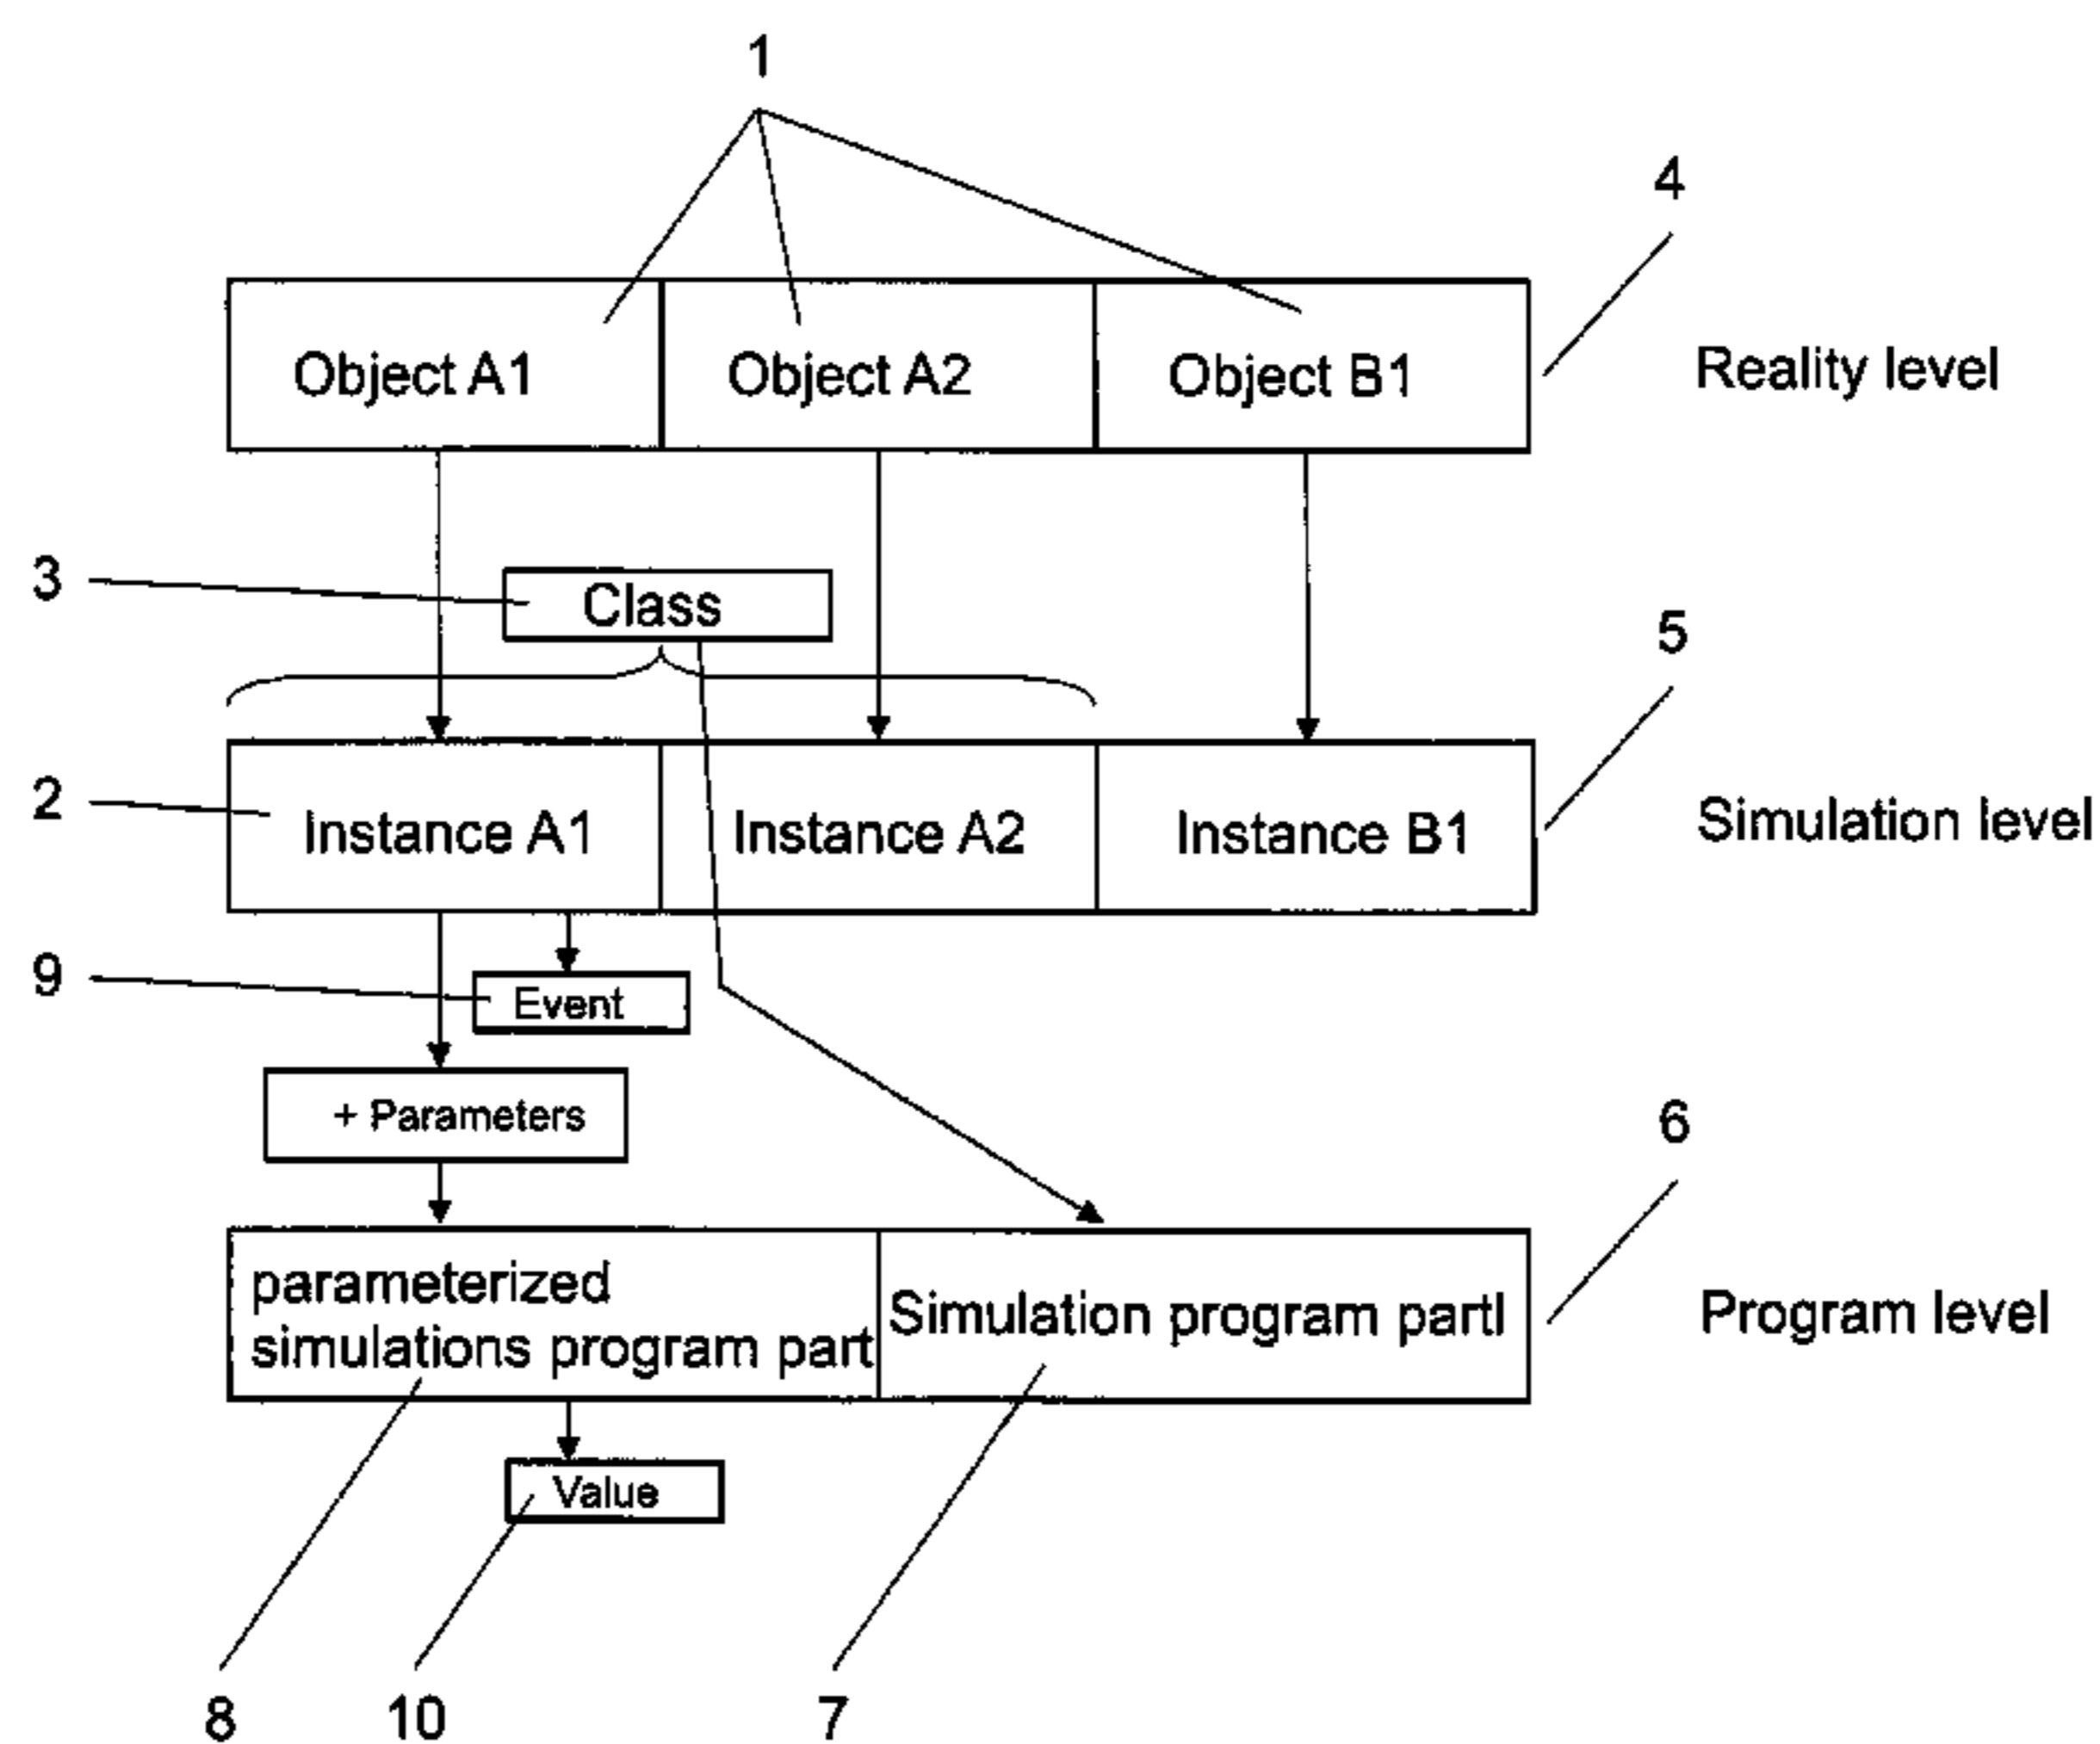 1
4
Object A1
Object A2
Object B1
Reality level
3
Class
5
2
Instance A1
Instance A2
Instance B1
Simulation level
9
Event
+ Parameters
6
parameterized
simulations program part
Simulation program partl
Program level
Value
8
10
7